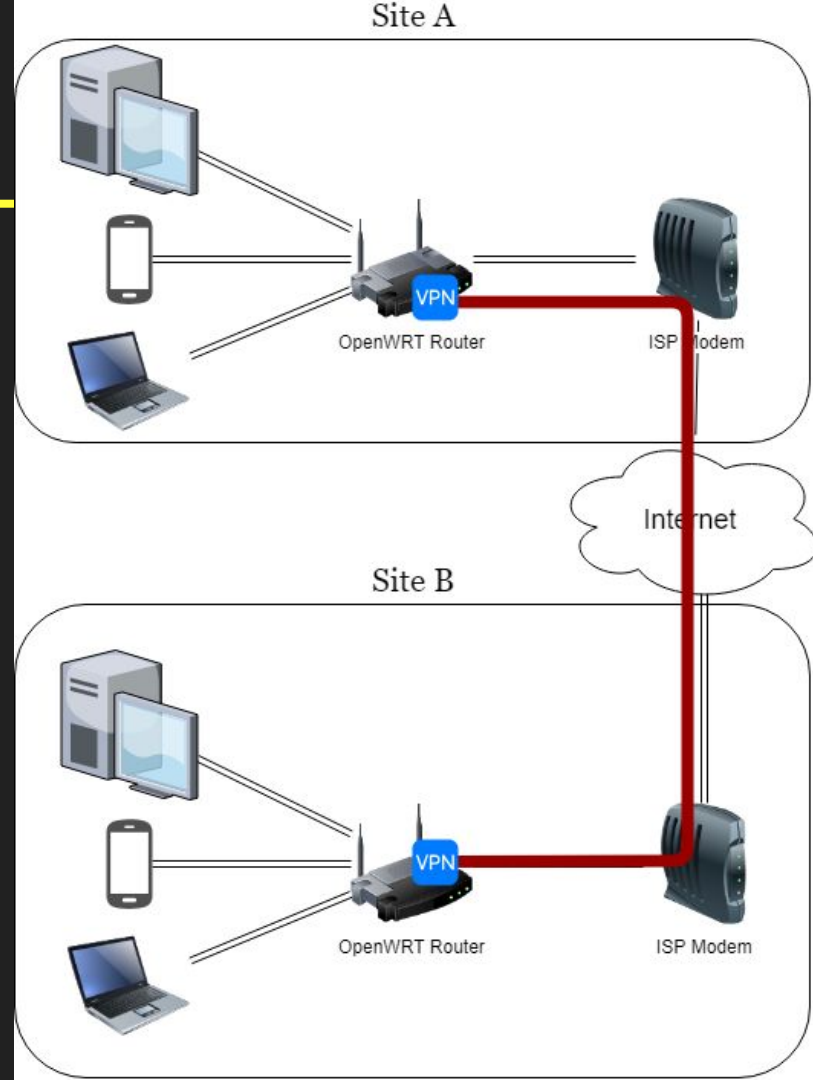 Site A
VPN
OpenWRT Router
ISP Modem
Internet
Site B
VPN
OpenWRT Router
ISP Modem